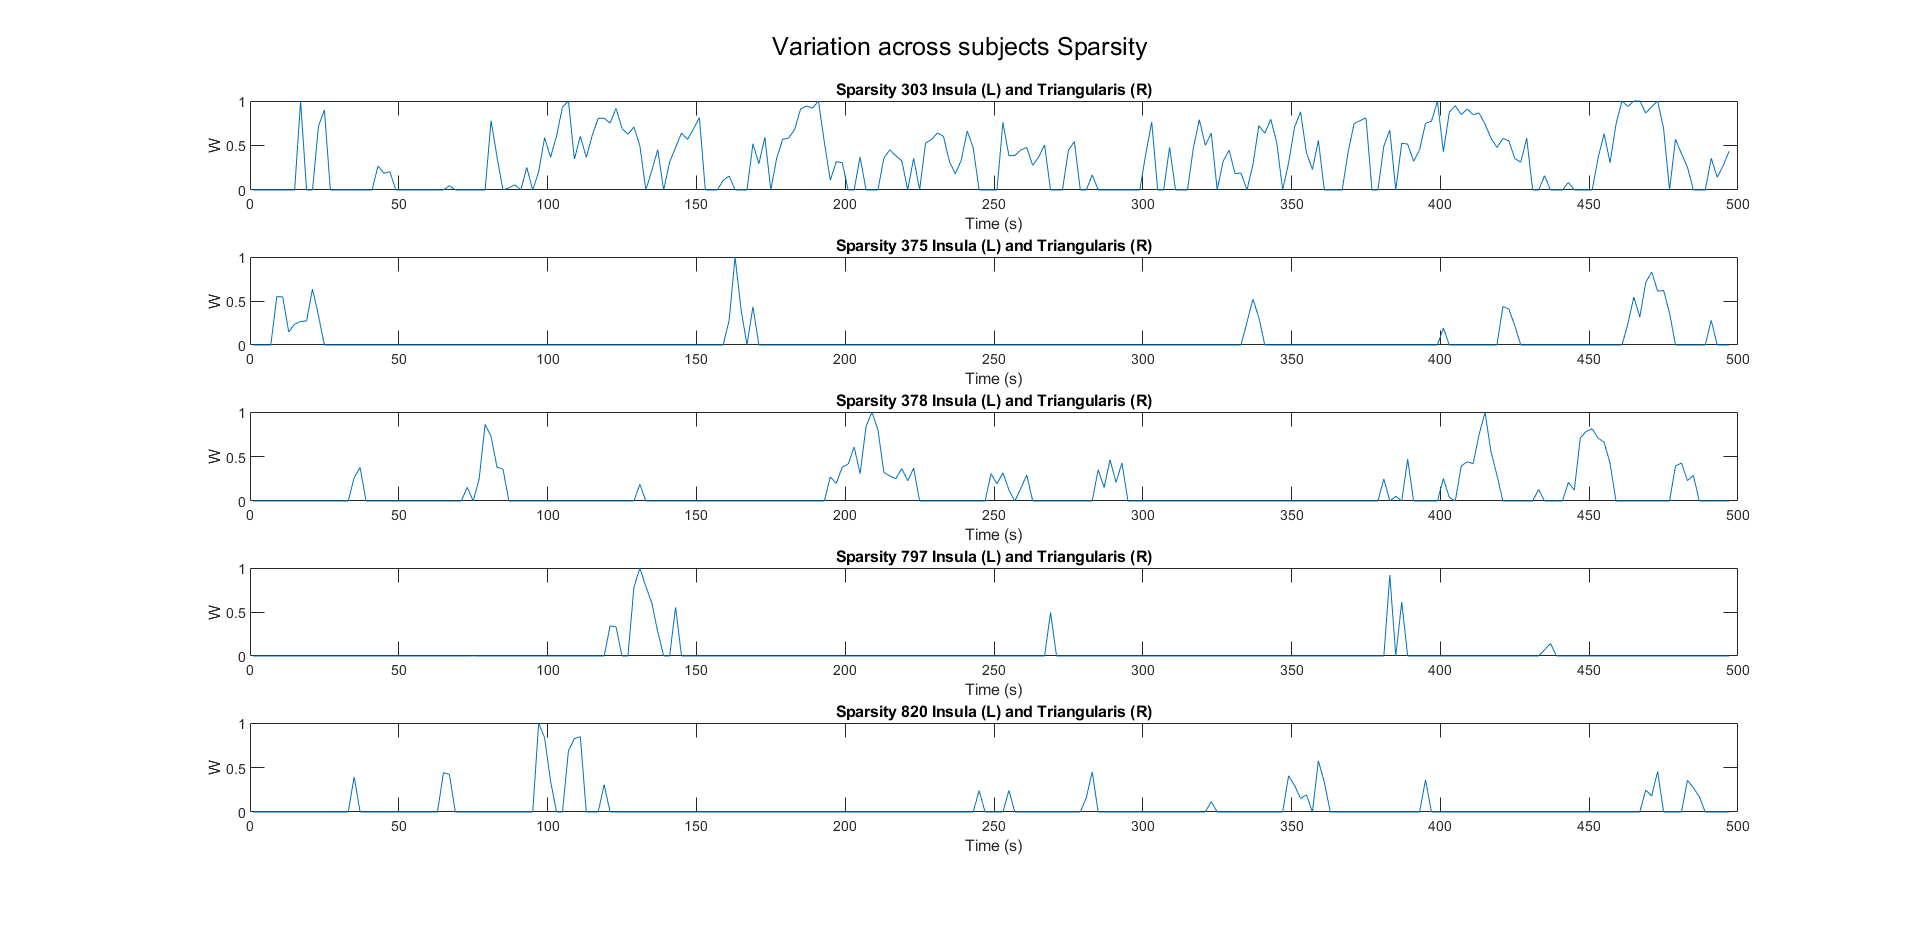 Variation across subjects Sparsity
Sparsity 303 Insula (L) and Triangularis (R)
1
W 0.5
0
0 50 100 150 200 250 300 350 400 450 500
Time (s)
Sparsity 375 Insula (L) and Triangularis (R)
1
W 0.5
0
0 50 100 150 200 250 300 350 400 450 500
Time (s)
Sparsity 378 Insula (L) and Triangularis (R)
1
W 0.5
0
0 50 100 150 200 250 300 350 400 450 500
Time (s)
Sparsity 797 Insula (L) and Triangularis (R)
1
W 0.5
0
0 50 100 150 200 250 300 350 400 450 500
Time (s)
Sparsity 820 Insula (L) and Triangularis (R)
1
W 0.5
0
0 50 100 150 200 250 300 350 400 450 500
Time (s)